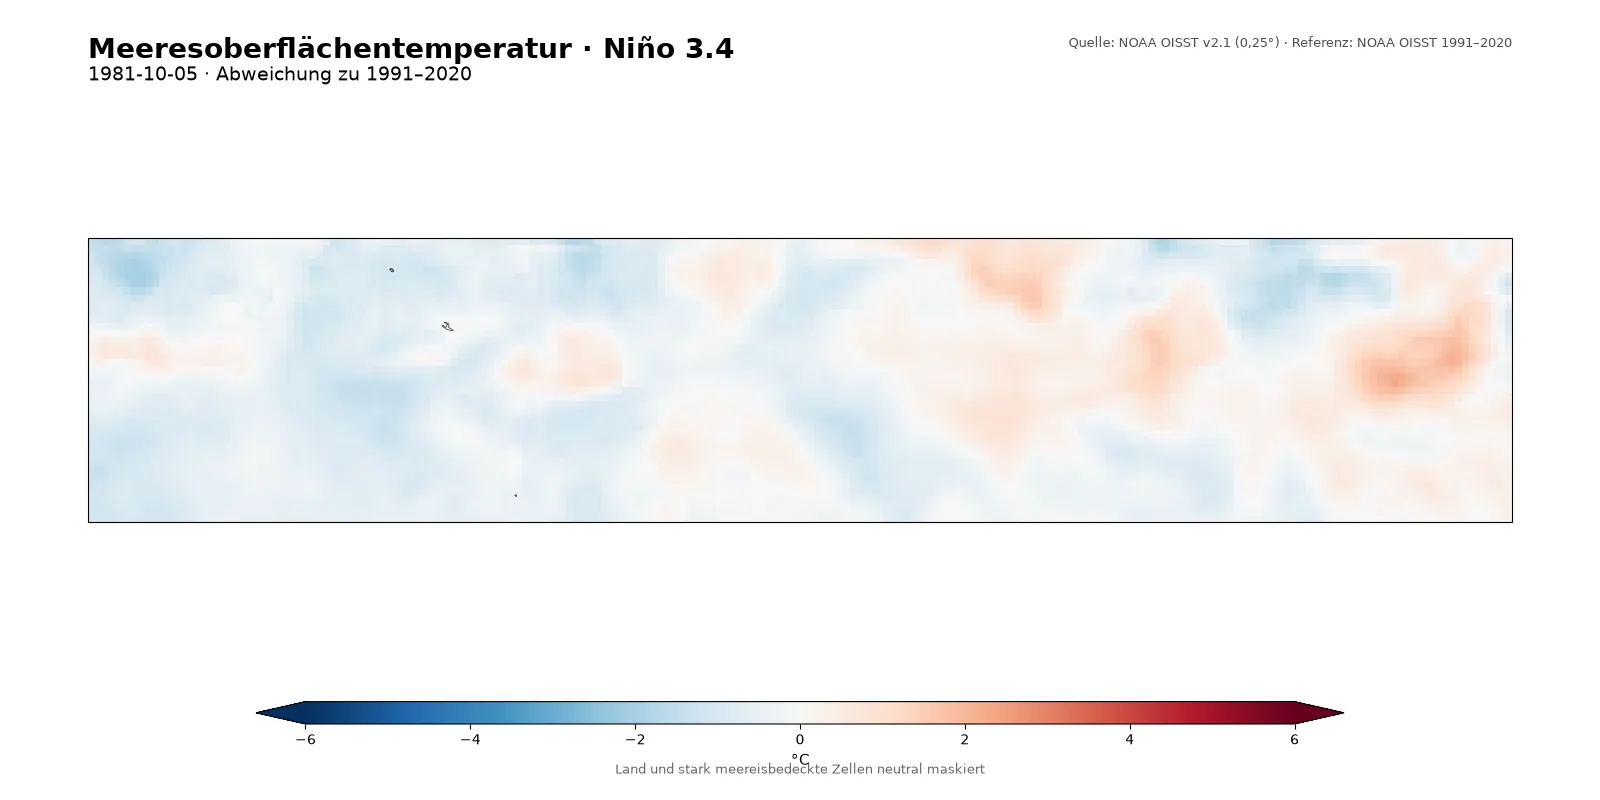 Meeresoberflächentemperatur · Niño 3.4
1981-10-05 · Abweichung zu 1991–2020
Quelle: NOAA OISST v2.1 (0,25°) · Referenz: NOAA OISST 1991–2020
−6 −4 −2 0 2 4 6
°C
Land und stark meereisbedeckte Zellen neutral maskiert